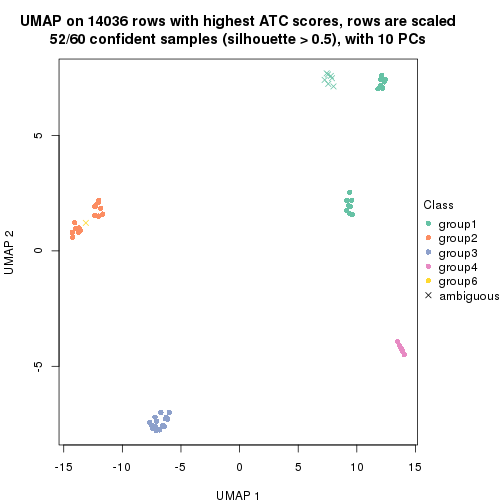 UMAP on 14036 rows with highest ATC scores, rows are scaled
52/60 confident samples (silhouette > 0.5), with 10 PCs
5
0
-5
UMAP 2
-15
-10
-5
0
5
10
15
UMAP 1
Class
group1
group2
group3
group4
group6
ambiguous